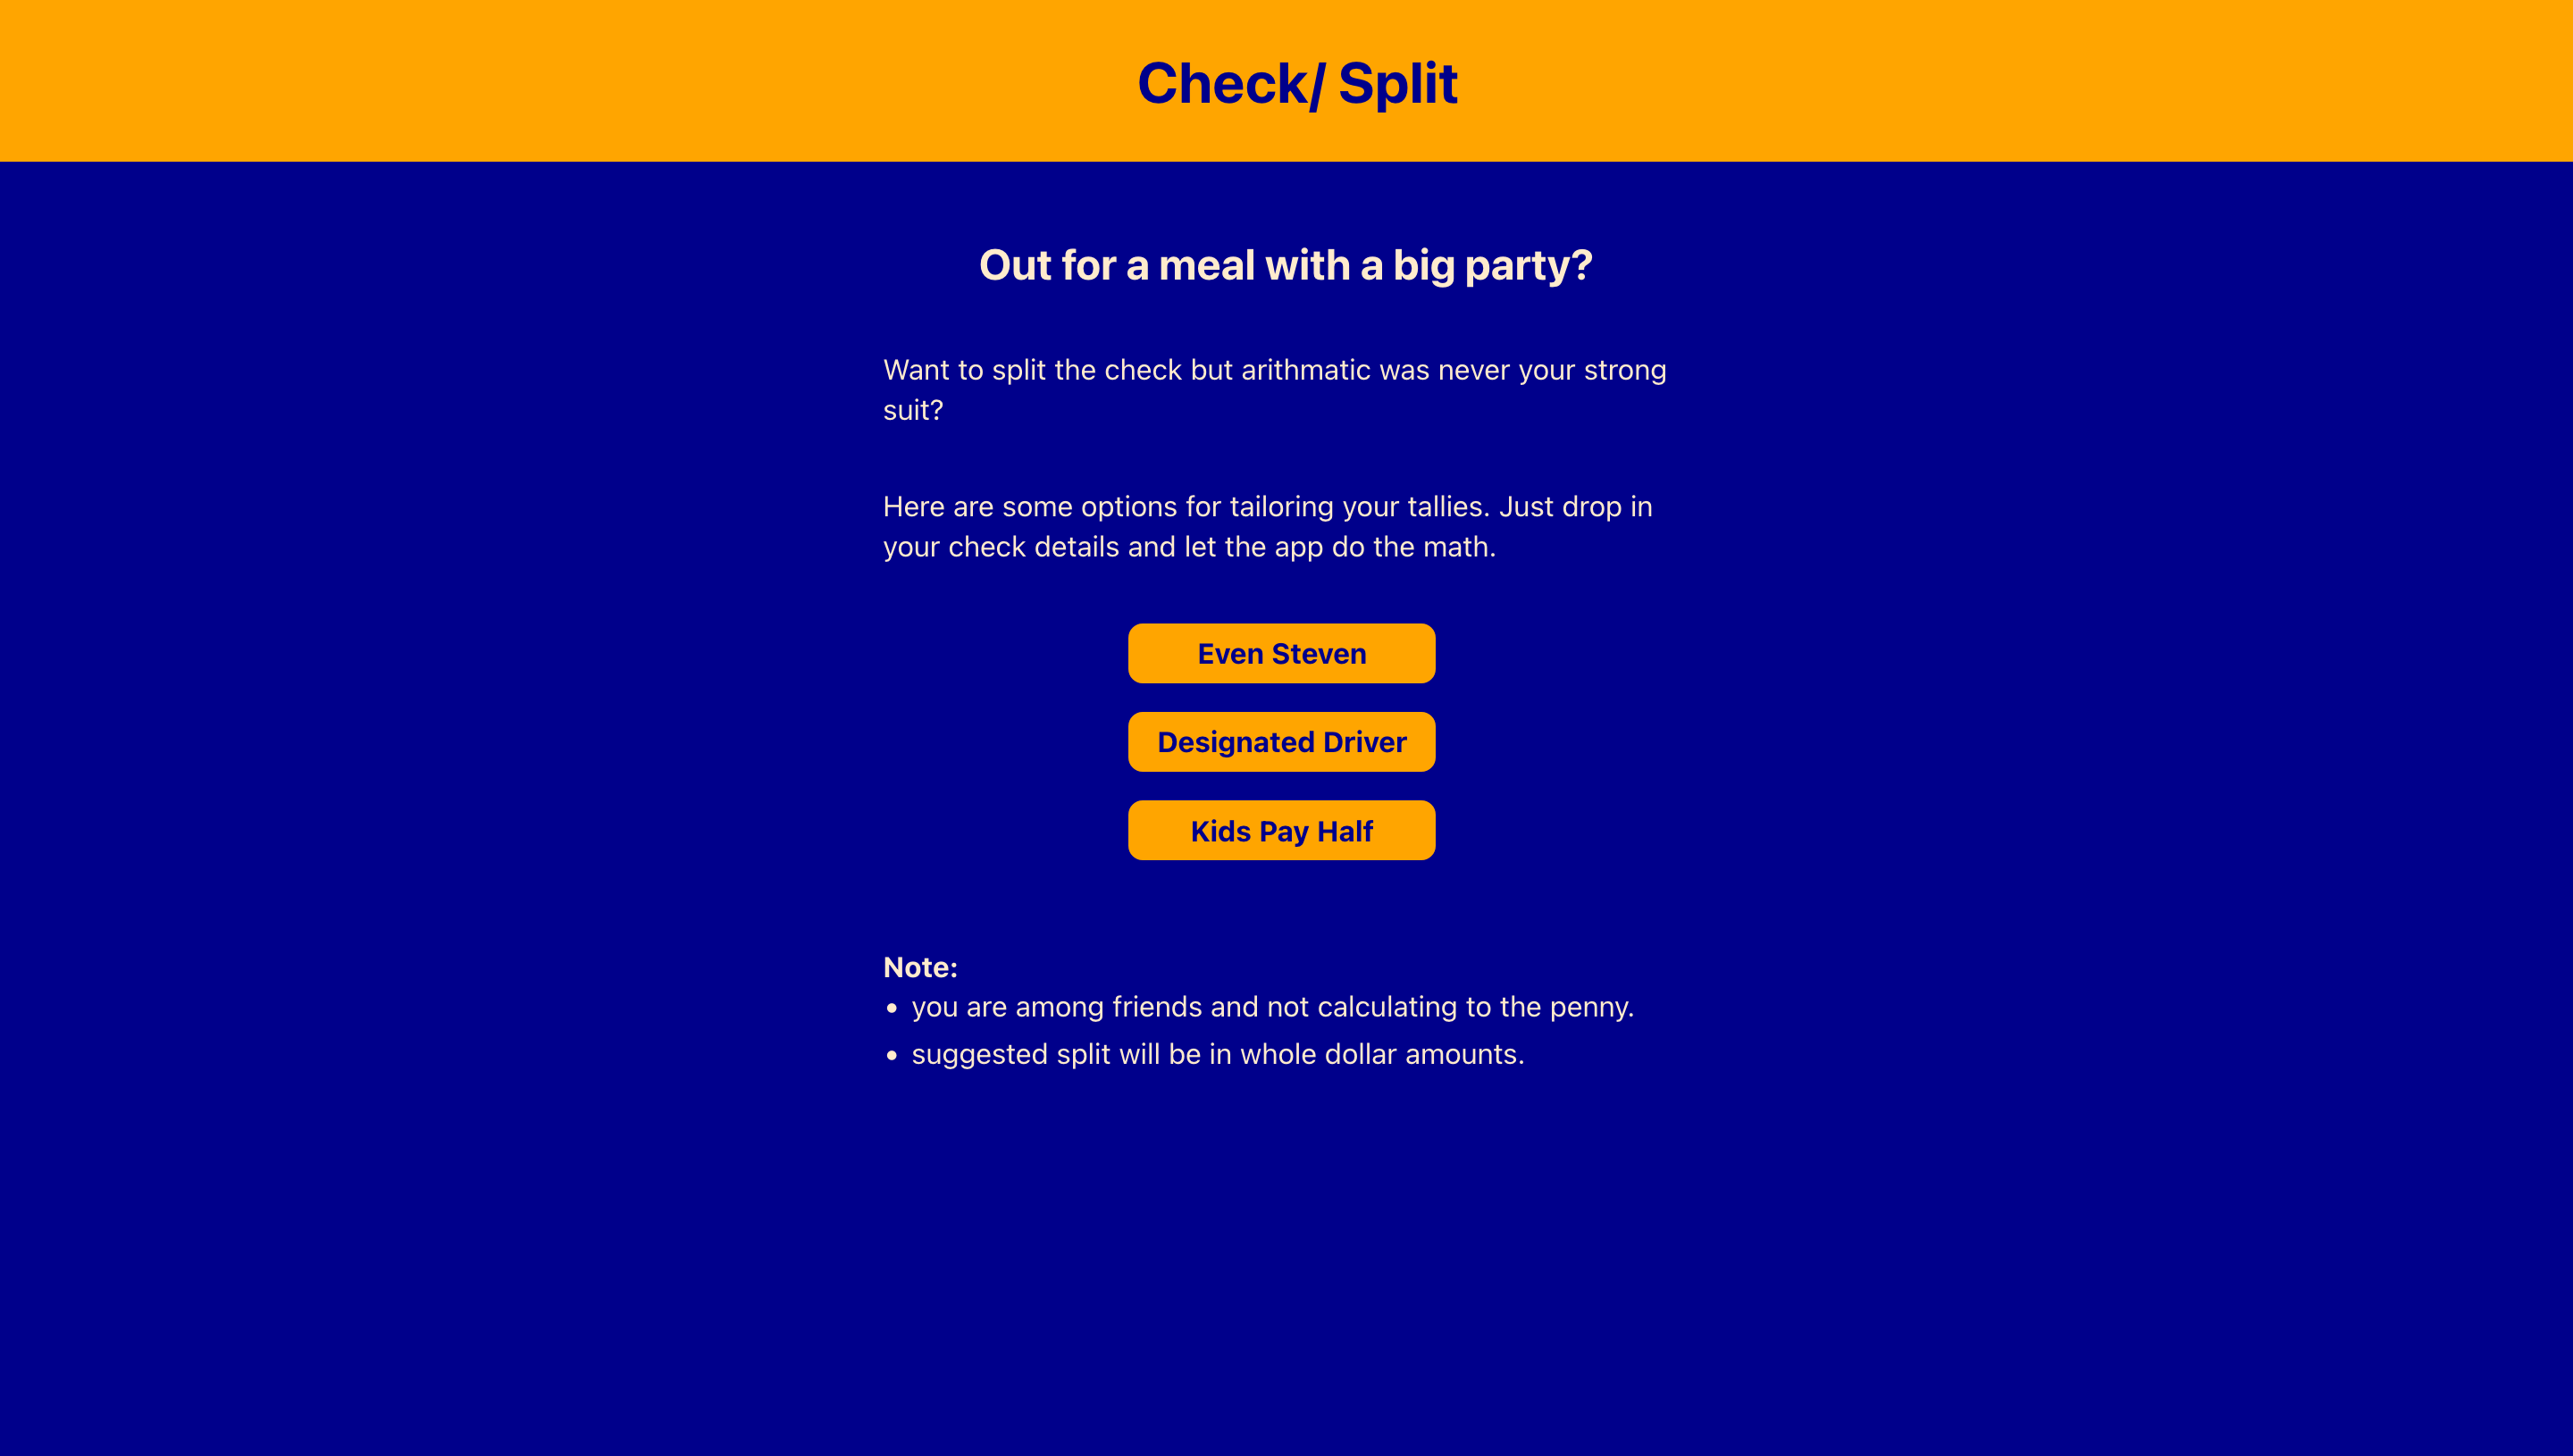 Check/ Split
Out for a meal with a big party?
Want to split the check but arithmatic was never your strong
suit?
Here are some options for tailoring your tallies. Just drop in
your check details and let the app do the math.
Even Steven
Designated Driver
Kids Pay Half
Note:
• you are among friends and not calculating to the penny.
• suggested split will be in whole dollar amounts.